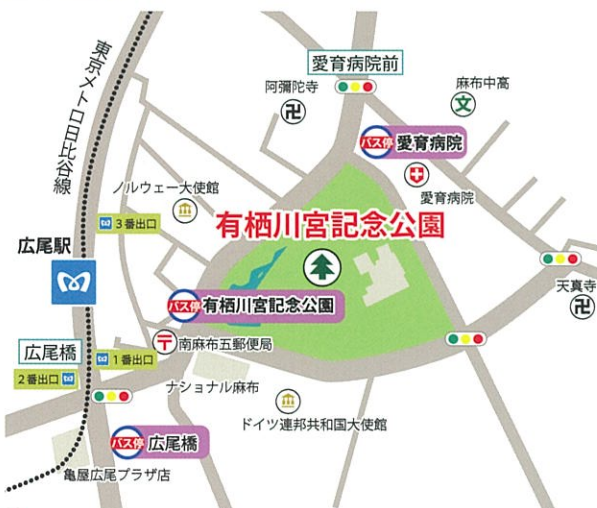 愛育病院前
阿彌陀寺
麻布中高
文
東京メトロ日比谷線
バス停 愛育病院
愛育病院
ノルウェー大使館
3番出口
有栖川宮記念公園
広尾駅
天真寺
バス停 有栖川宮記念公園
南麻布五郵便局
広尾橋
1番出口
2番出口
ナショナル麻布
ドイツ連邦共和国大使館
バス停 広尾橋
亀屋広尾プラザ店